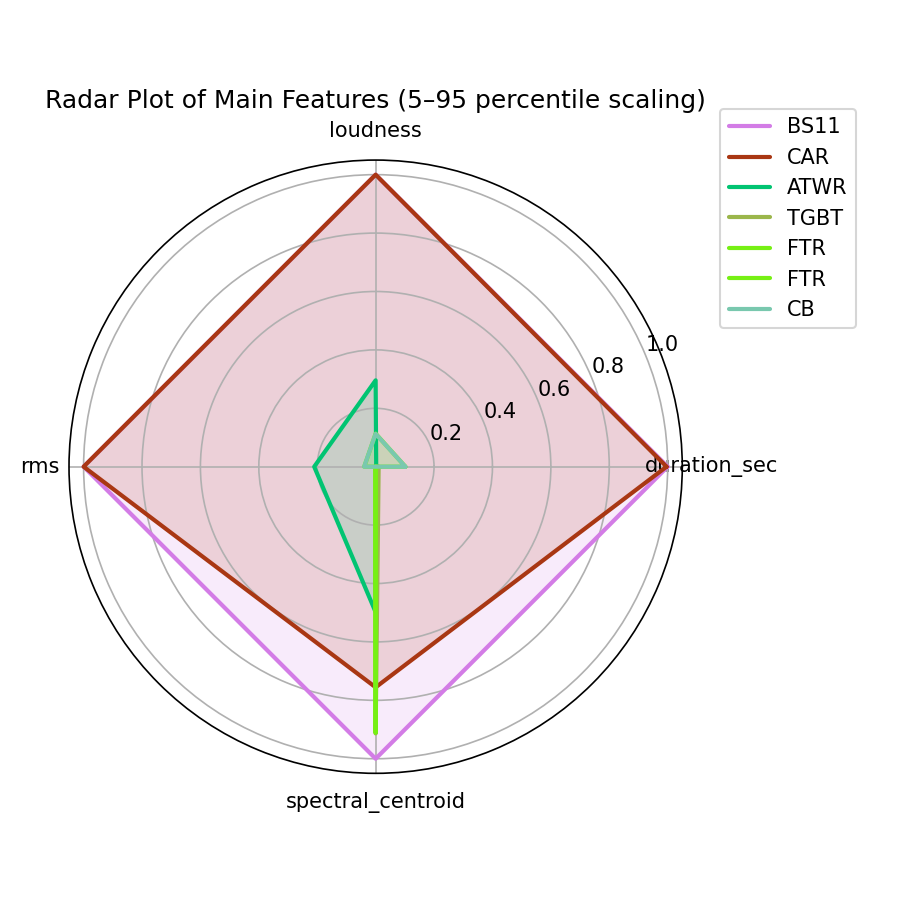 Radar Plot of Main Features (5–95 percentile scaling)
loudness
BS11
CAR
ATWR
TGBT
FTR
FTR
CB
1.0
0.8
0.6
0.4
0.2
rms
duration_sec
spectral_centroid